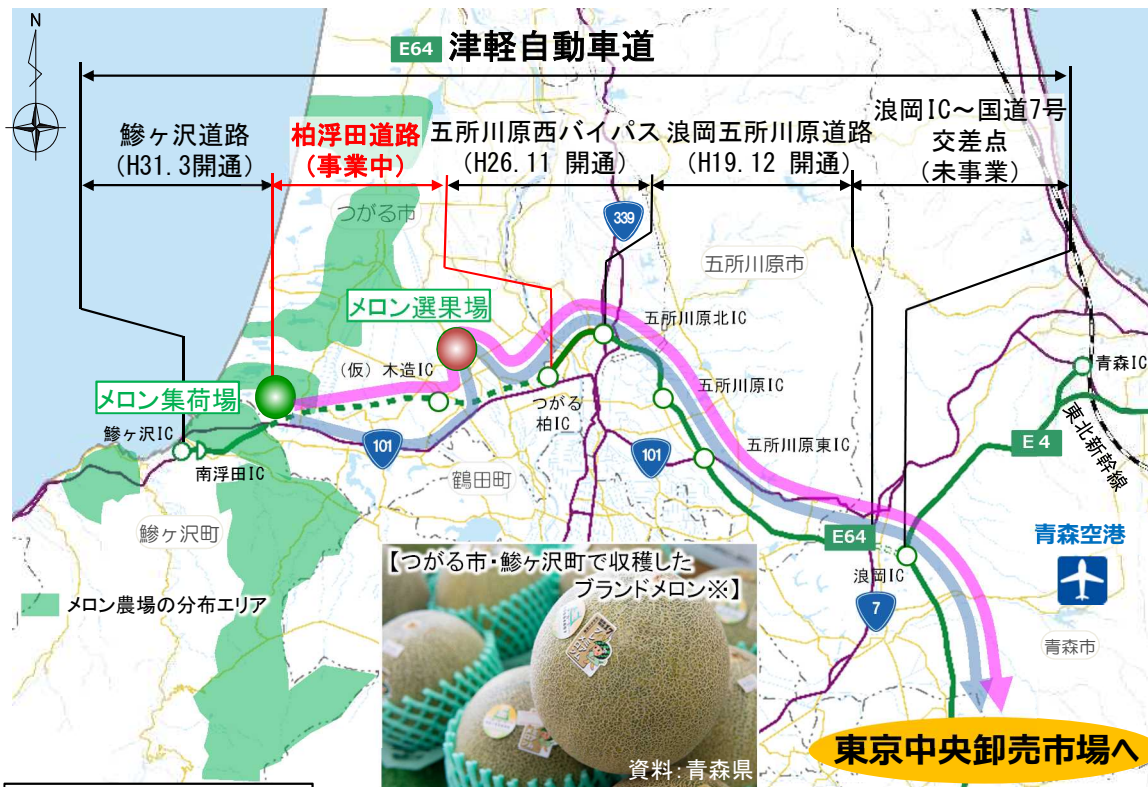 N
E64 津軽自動車道
鰺ヶ沢道路
(H31.3開通)
柏浮田道路
(事業中)
五所川原西バイパス
(H26.11 開通)
浪岡五所川原道路
(H19.12 開通)
浪岡IC～国道7号
交差点
(未事業)
つがる市
339
五所川原市
メロン選果場
五所川原北IC
(仮) 木造IC
青森IC
メロン集荷場
つがる
柏IC
五所川原IC
鰺ヶ沢IC
101
五所川原東IC
101
E4
東北新幹線
南浮田IC
鶴田町
鰺ヶ沢町
E64
青森空港
浪岡IC
【つがる市・鰺ヶ沢町で収穫した
ブランドメロン※】
メロン農場の分布エリア
7
青森市
東京中央卸売市場へ
資料：青森県